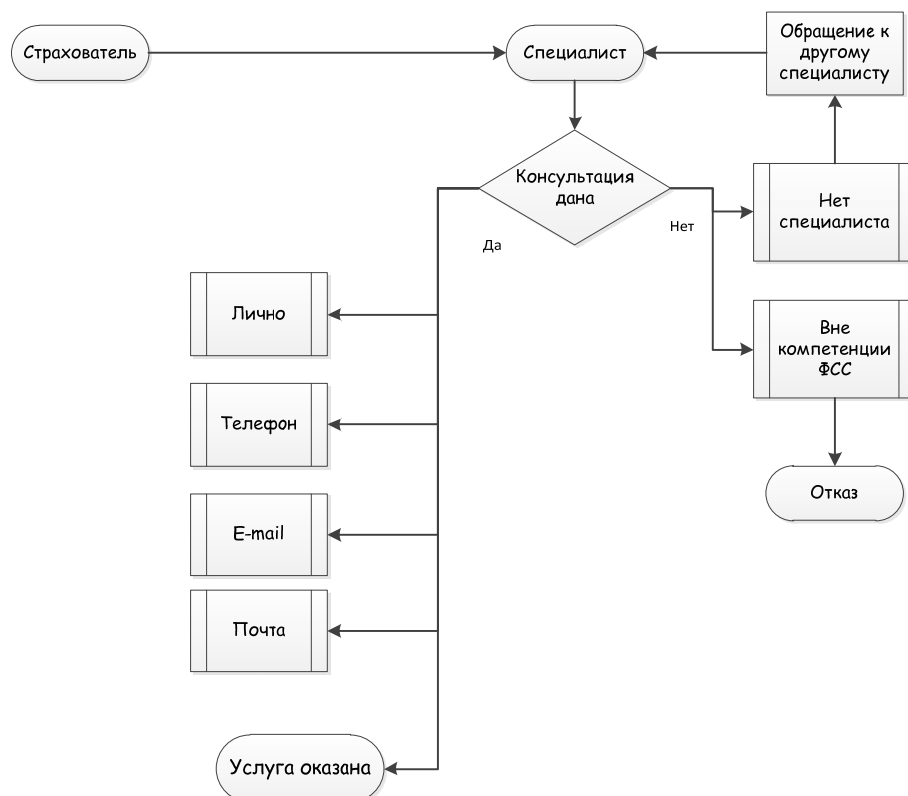 Страхователь
Специалист
Обращение к
другому
специалисту
Консультация
дана
Нет
специалиста
Да
Нет
Лично
Вне
компетенции
ФСС
Телефон
Отказ
E-mail
Почта
Услуга оказана